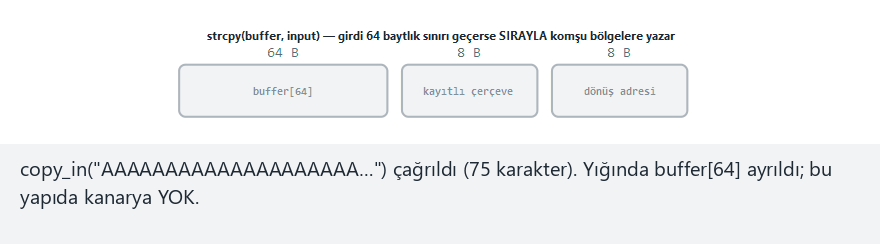 strcpy(buffer, input) — girdi 64 baytlık sınırı geçerse SIRAYLA komşu bölgelere yazar
64 B 8 B 8 B
buffer[64] kayıtlı çerçeve dönüş adresi
copy_in("AAAAAAAAAAAAAAAAAAAA…") çağrıldı (75 karakter). Yığında buffer[64] ayrıldı; bu
yapıda kanarya YOK.